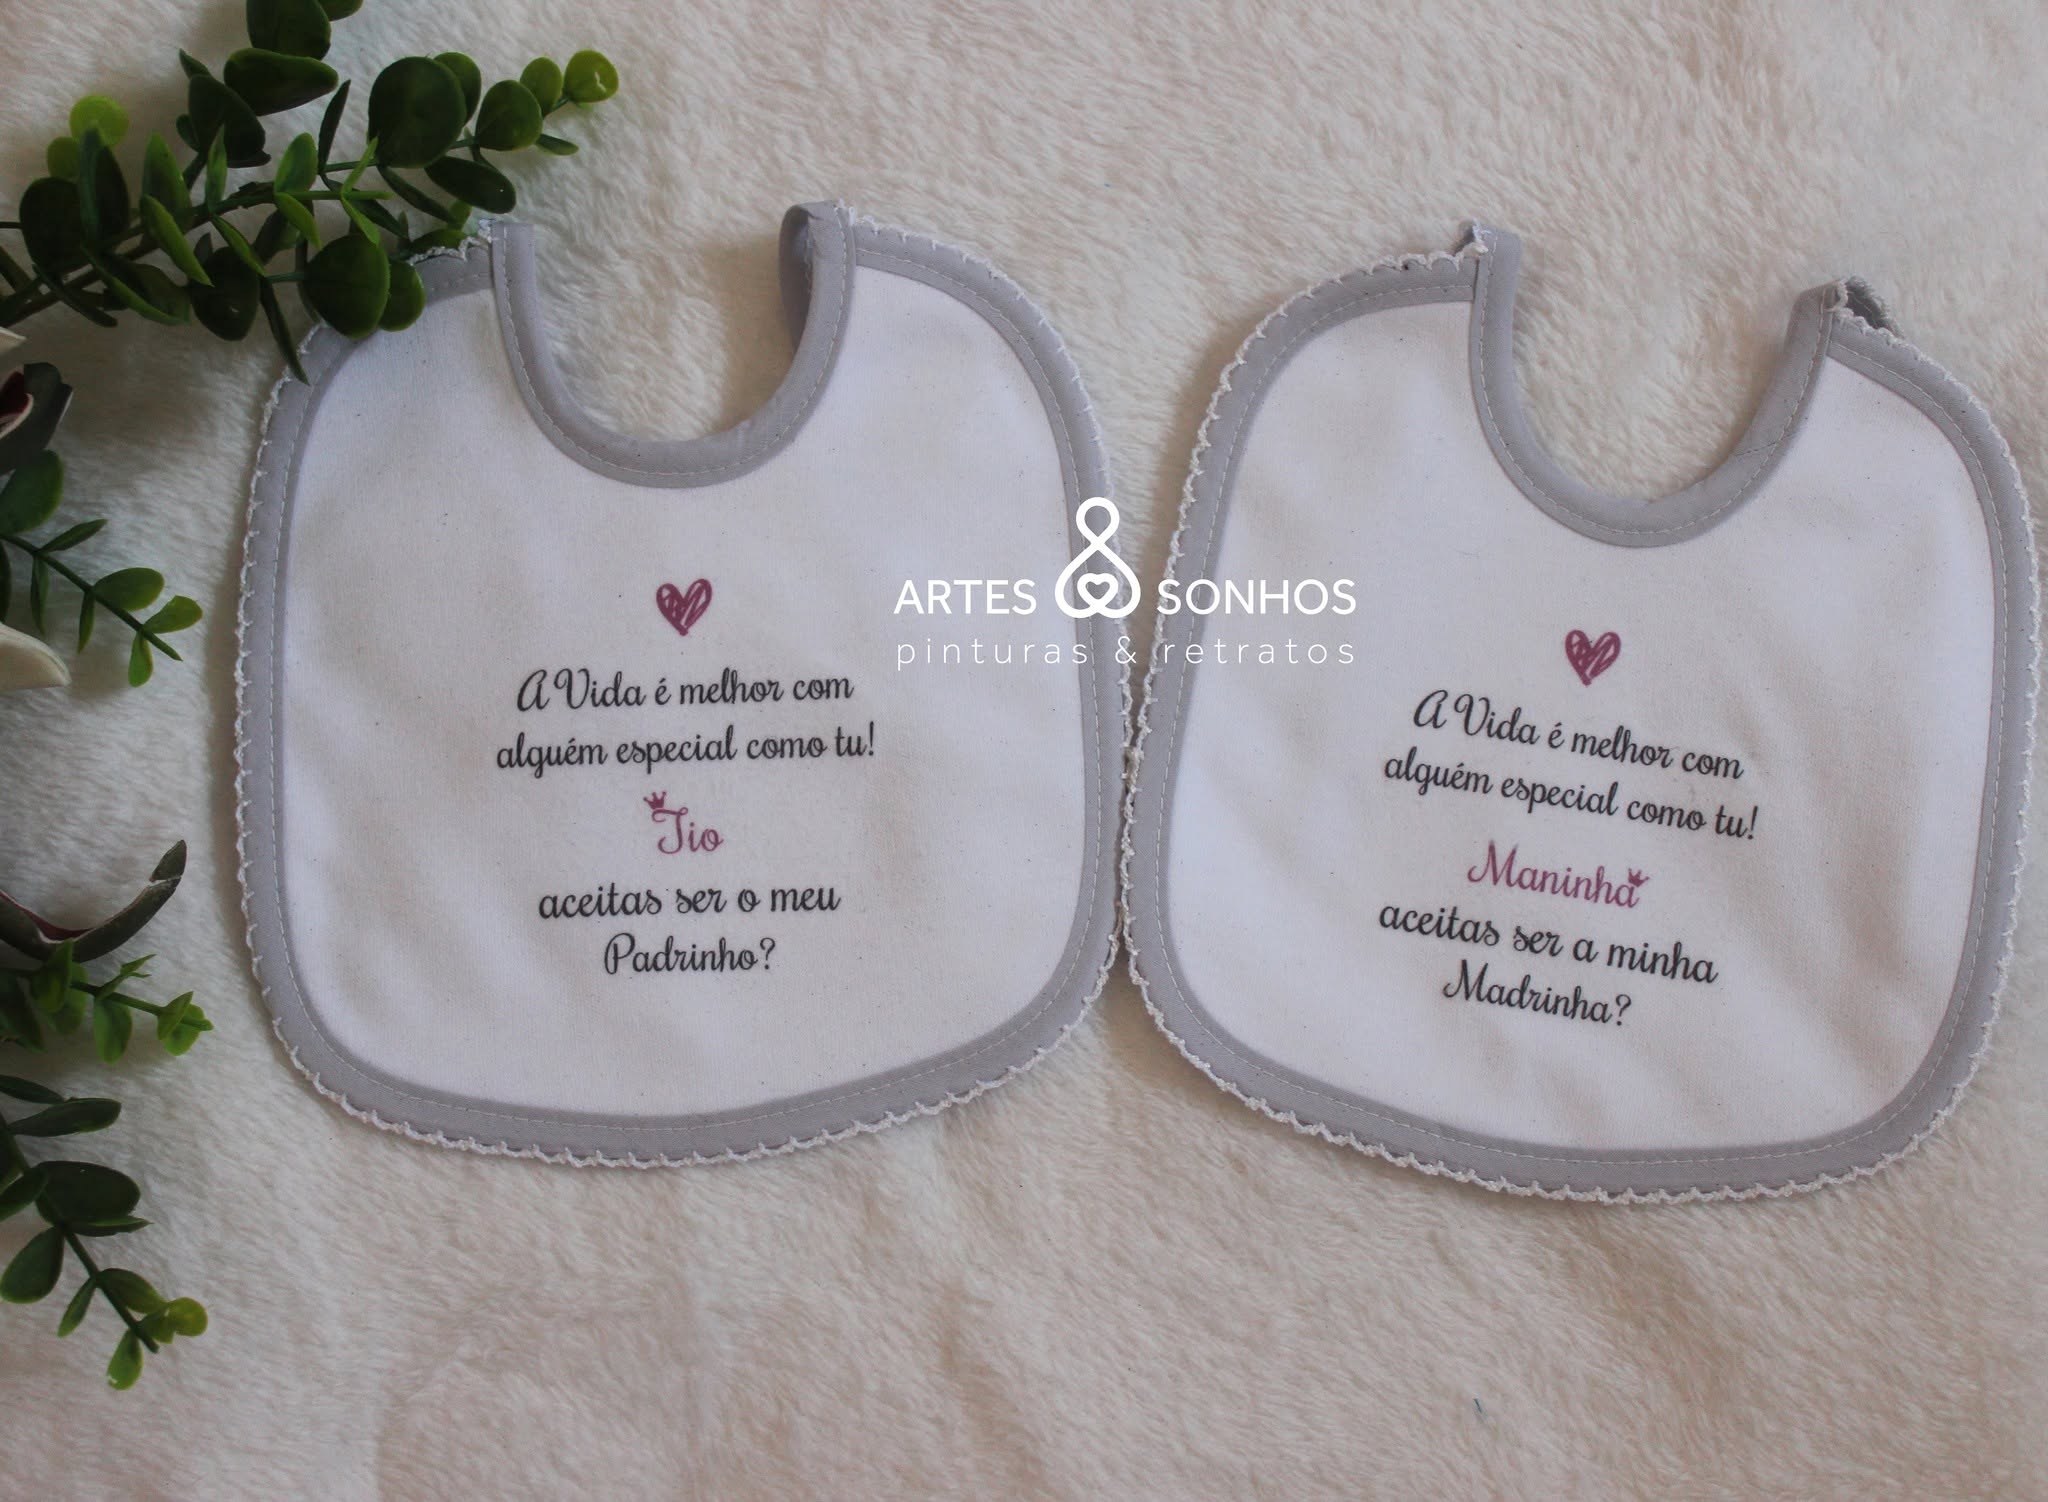 A Vida é melhor com
alguém especial como tu!
Tio
aceitas ser o meu
Padrinho?
ARTES & SONHOS
pinturas & retratos
A Vida é melhor com
alguém especial como tu!
Maninha
aceitas ser a minha
Madrinha?